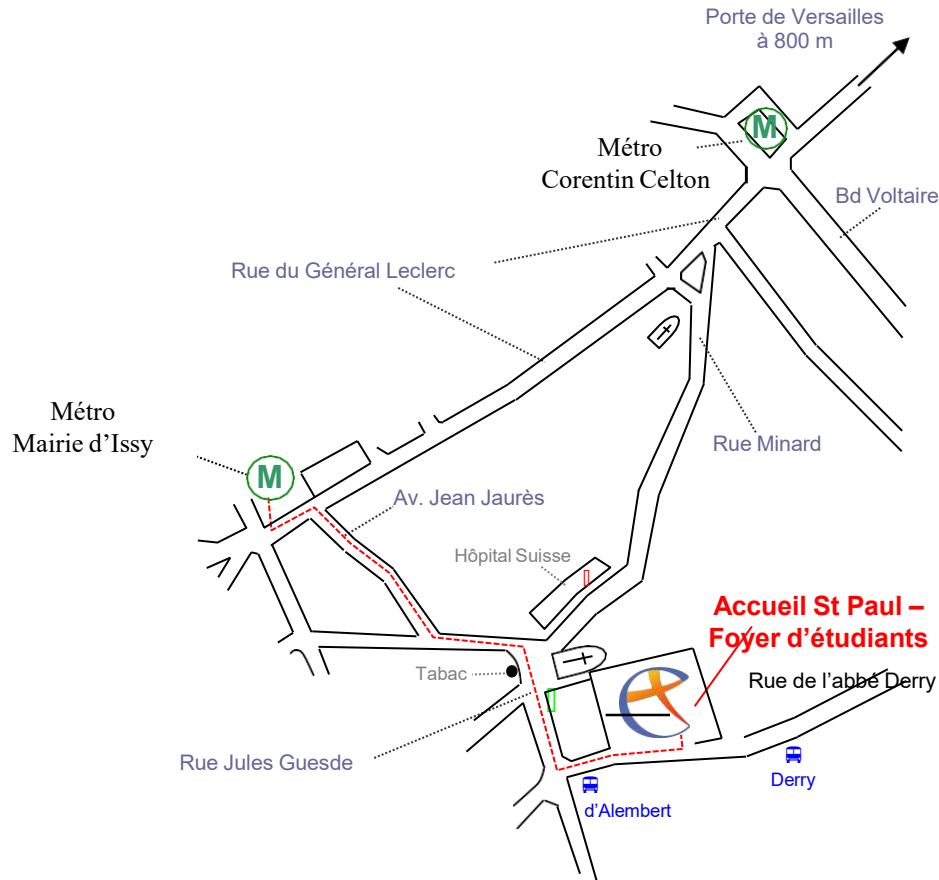 Porte de Versailles
à 800 m
M
Métro
Corentin Celton
Bd Voltaire
Rue du Général Leclerc
Métro
Mairie d’Issy
Rue Minard
M
Av. Jean Jaurès
Hôpital Suisse
Accueil St Paul –
Foyer d’étudiants
Tabac
Rue de l’abbé Derry
Rue Jules Guesde
Derry
d’Alembert